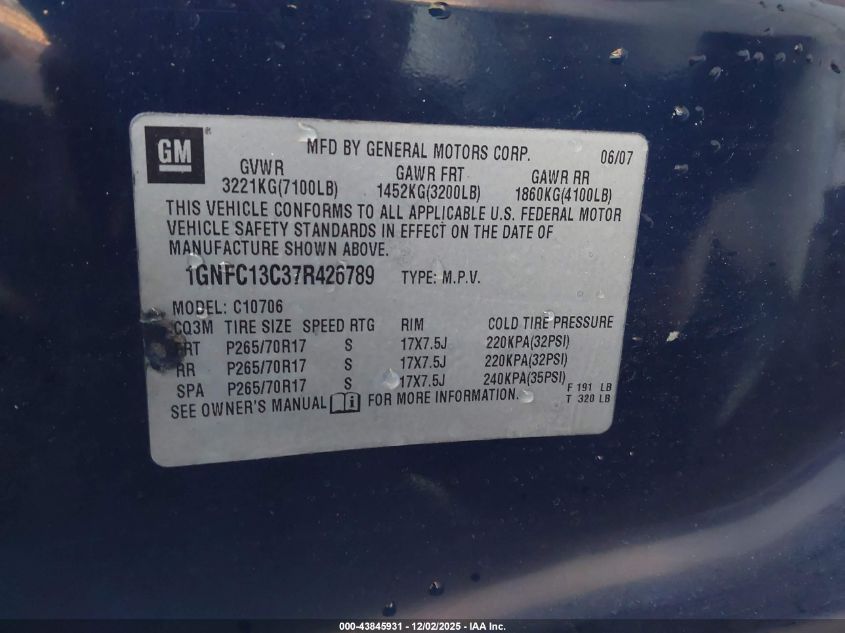 GM ® MFD BY GENERAL MOTORS CORP. 06/07
GVWR GAWR FRT GAWR RR
3221KG(7100LB) 1452KG(3200LB) 1860KG(4100LB)
THIS VEHICLE CONFORMS TO ALL APPLICABLE U.S. FEDERAL MOTOR
VEHICLE SAFETY STANDARDS IN EFFECT ON THE DATE OF
MANUFACTURE SHOWN ABOVE.
1GNFC13C37R426789 TYPE: M.P.V.
MODEL: C10706
CQ3M TIRE SIZE SPEED RTG RIM COLD TIRE PRESSURE
FRT P265/70R17 S 17X7.5J 220KPA(32PSI)
RR P265/70R17 S 17X7.5J 220KPA(32PSI)
SPA P265/70R17 S 17X7.5J 240KPA(35PSI) F 191 LB
SEE OWNER'S MANUAL i FOR MORE INFORMATION. T 320 LB
000-43845931 - 12/02/2025 - IAA Inc.